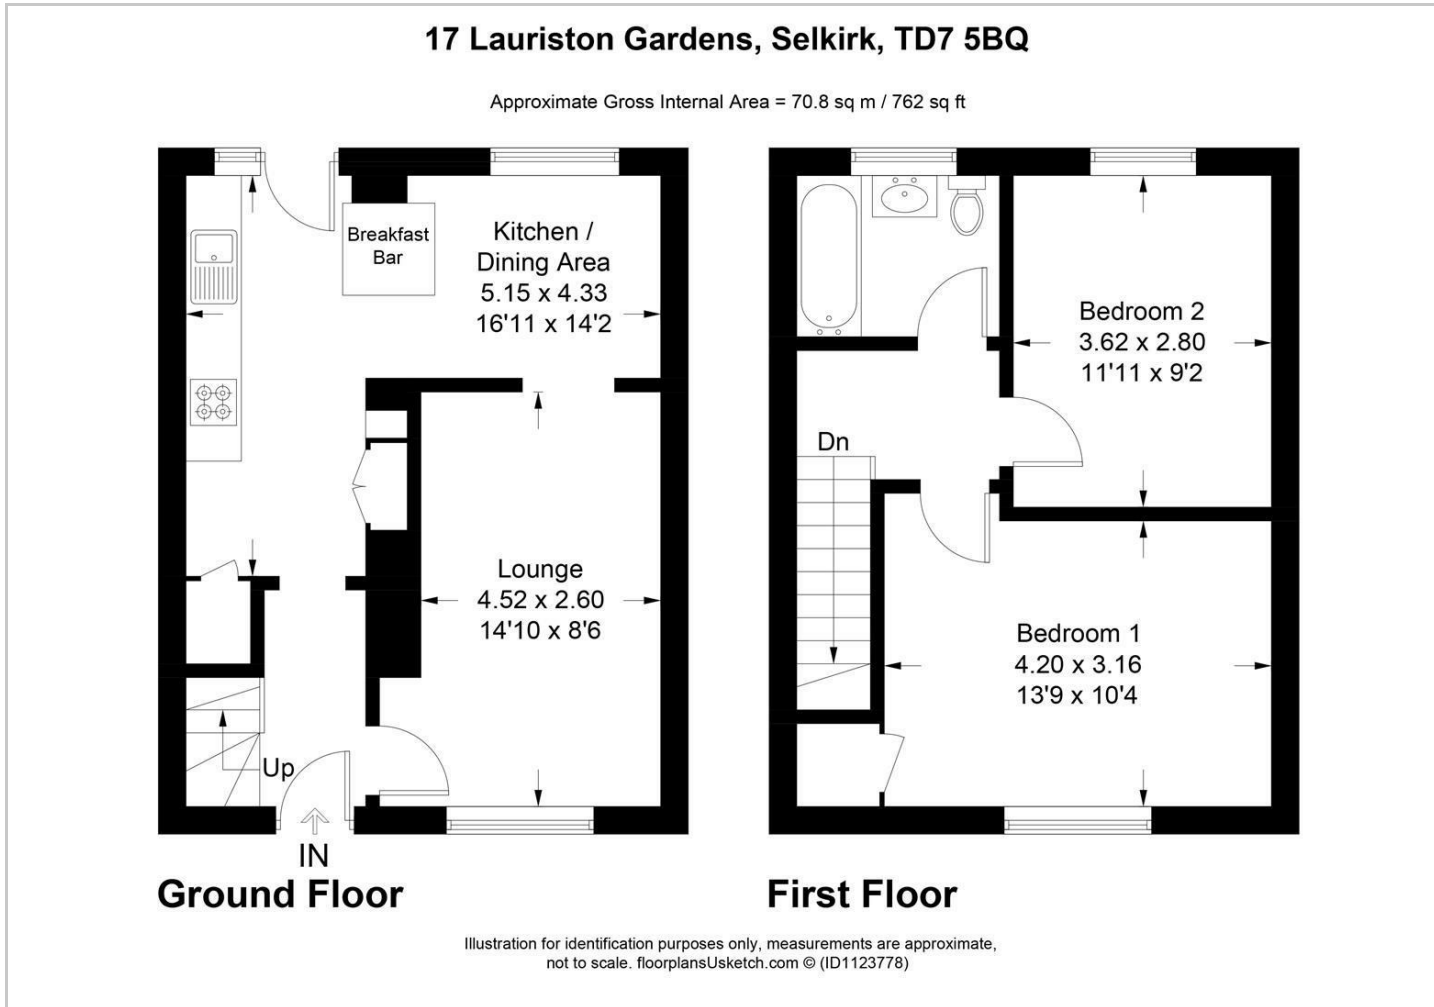 17 Lauriston Gardens, Selkirk, TD7 5BQ
Approximate Gross Internal Area = 70.8 sq m / 762 sq ft
Breakfast
Bar
Kitchen /
Dining Area
5.15 x 4.33
16'11 x 14'2
Lounge
4.52 x 2.60
14'10 x 8'6
Up
IN
Ground Floor
Bedroom 2
3.62 x 2.80
11'11 x 9'2
Dn
Bedroom 1
4.20 x 3.16
13'9 x 10'4
First Floor
Illustration for identification purposes only, measurements are approximate,
not to scale. floorplansUsketch.com © (ID1123778)